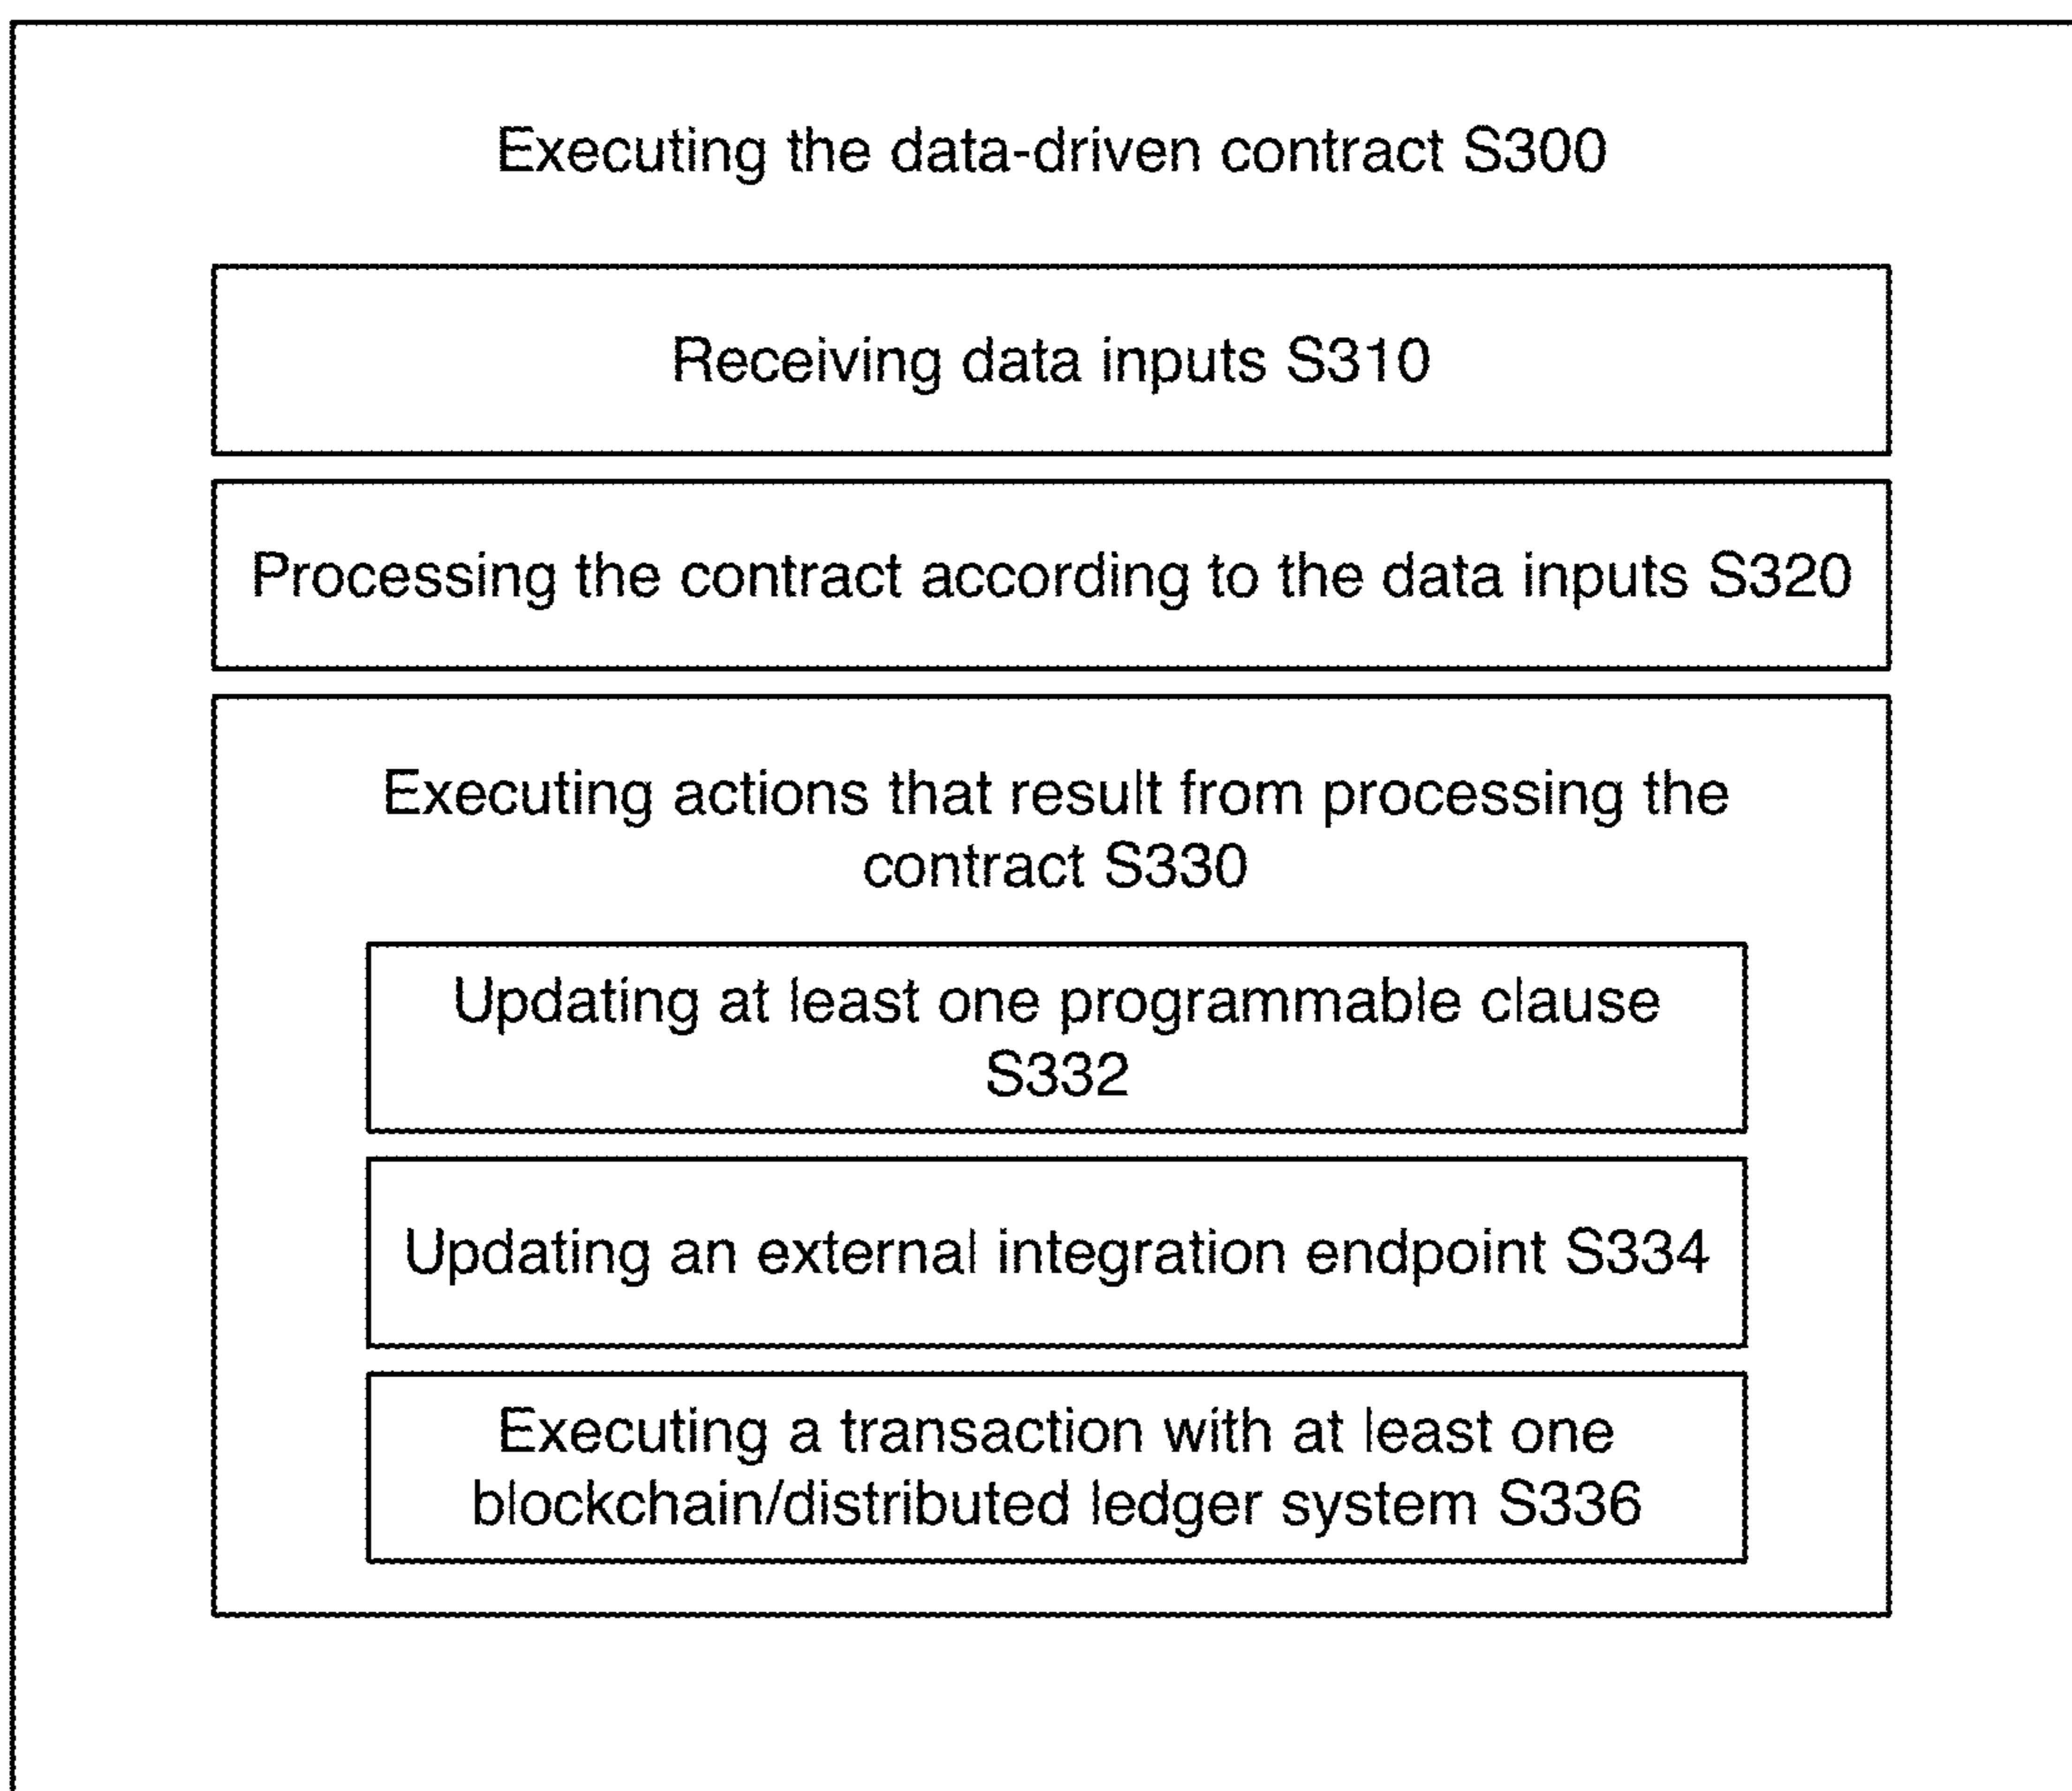 Executing the data-driven contract S300
Receiving data inputs S310
Processing the contract according to the data inputs S320
Executing actions that result from processing the
contract S330
Updating at least one programmable clause
S332
Updating an external integration endpoint S334
Executing a transaction with at least one
blockchain/distributed ledger system S336